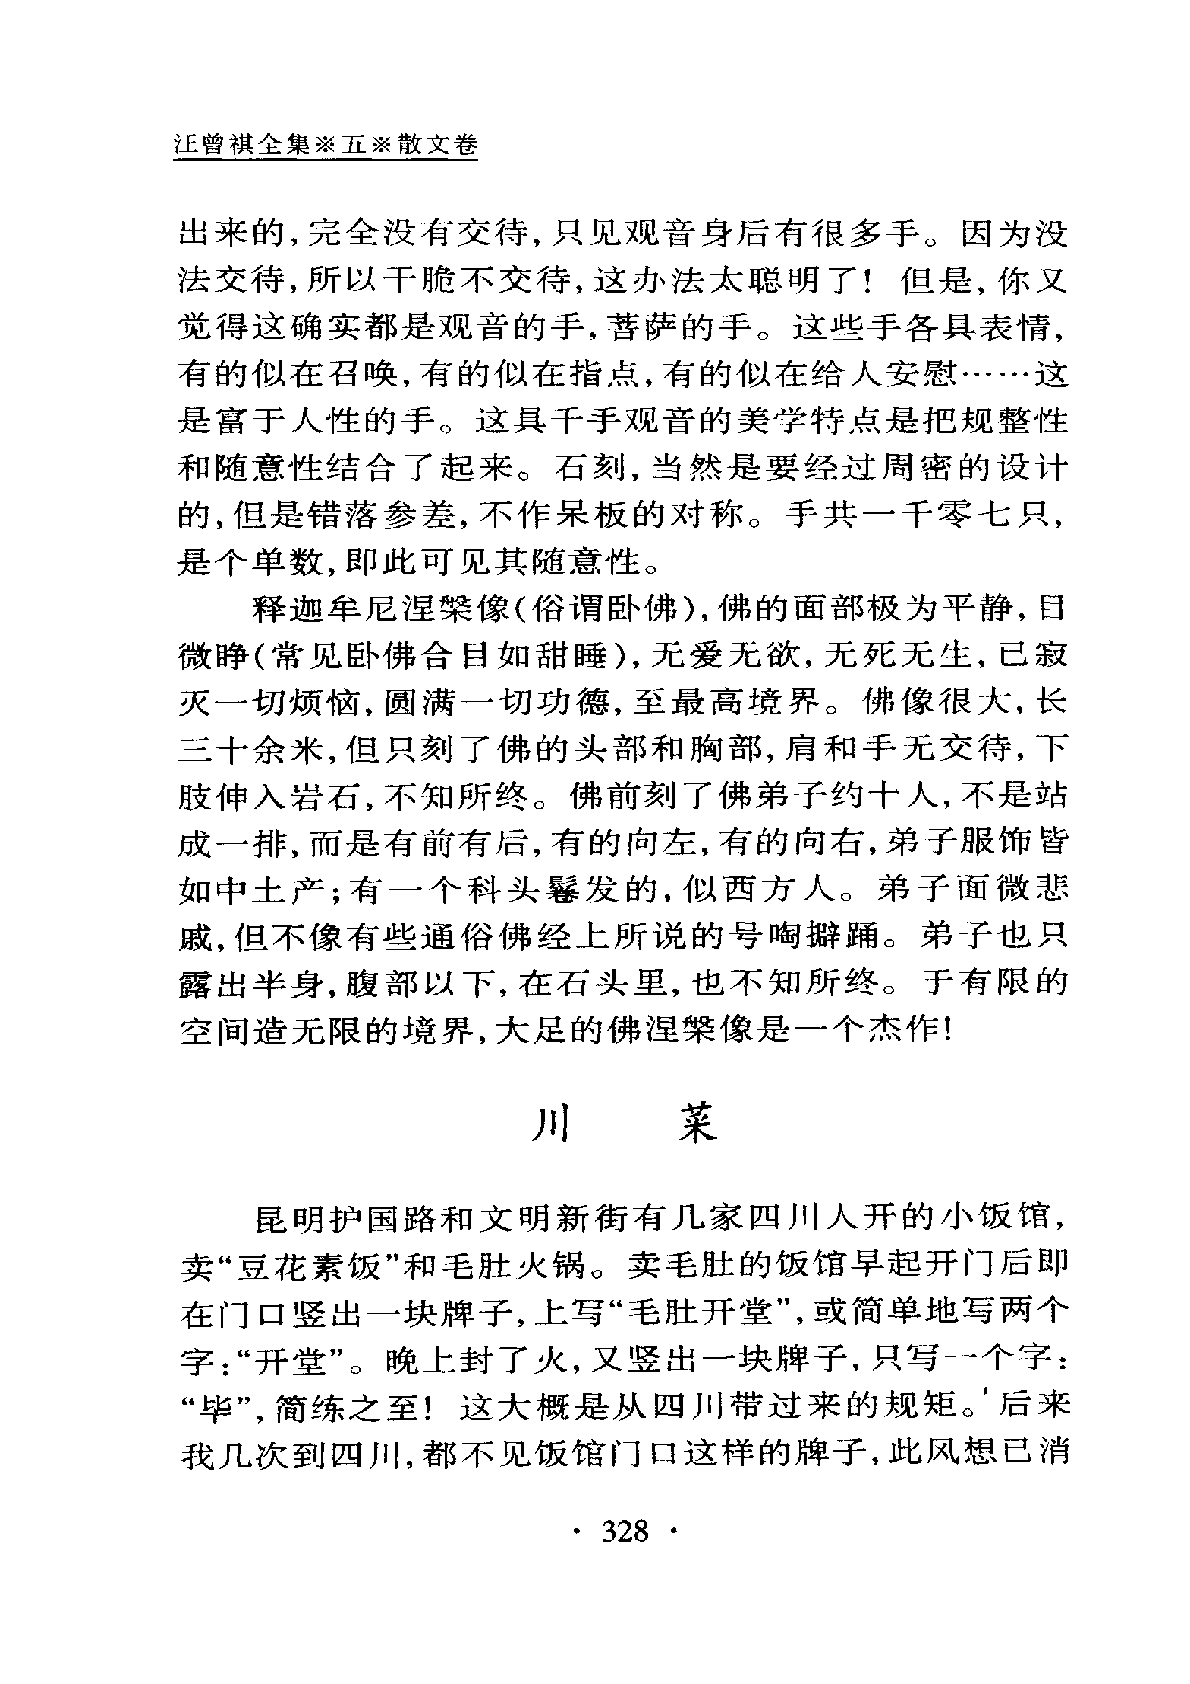 汪曾祺全集※五※散文卷
出来的,完全没有交待,只见观音身后有很多手。因为没
法交待,所以干脆不交待,这办法太聪明了! 但是,你又
觉得这确实都是观音的手,菩萨的手。这些手各具表情,
有的似在召唤,有的似在指点,有的似在给人安慰……这
是富于人性的手。这具千手观音的美学特点是把规整性
和随意性结合了起来。石刻,当然是要经过周密的设计
的,但是错落参差,不作呆板的对称。手共一千零七只,
是个单数,即此可见其随意性。
释迦牟尼涅槃像(俗谓卧佛),佛的面部极为平静,目
微睁(常见卧佛合目如甜睡),无爱无欲,无死无生,已寂
灭一切烦恼,圆满一切功德,至最高境界。佛像很大,长
三十余米,但只刻了佛的头部和胸部,肩和手无交待,下
肢伸入岩石,不知所终。佛前刻了佛弟子约十人,不是站
成一排,而是有前有后,有的向左,有的向右,弟子服饰皆
如中土产;有一个科头鬈发的,似西方人。弟子面微悲
戚,但不像有些通俗佛经上所说的号啕擗踊。弟子也只
露出半身,腹部以下,在石头里,也不知所终。于有限的
空间造无限的境界,大足的佛涅槃像是一个杰作!
川 菜
昆明护国路和文明新街有几家四川人开的小饭馆,
卖“豆花素饭”和毛肚火锅。卖毛肚的饭馆早起开门后即
在门口竖出一块牌子,上写“毛肚开堂”,或简单地写两个
字:“开堂”。晚上封了火,又竖出一块牌子,只写一个字:
“毕”,简练之至! 这大概是从四川带过来的规矩。后来
我几次到四川,都不见饭馆门口这样的牌子,此风想已消
· 328 ·